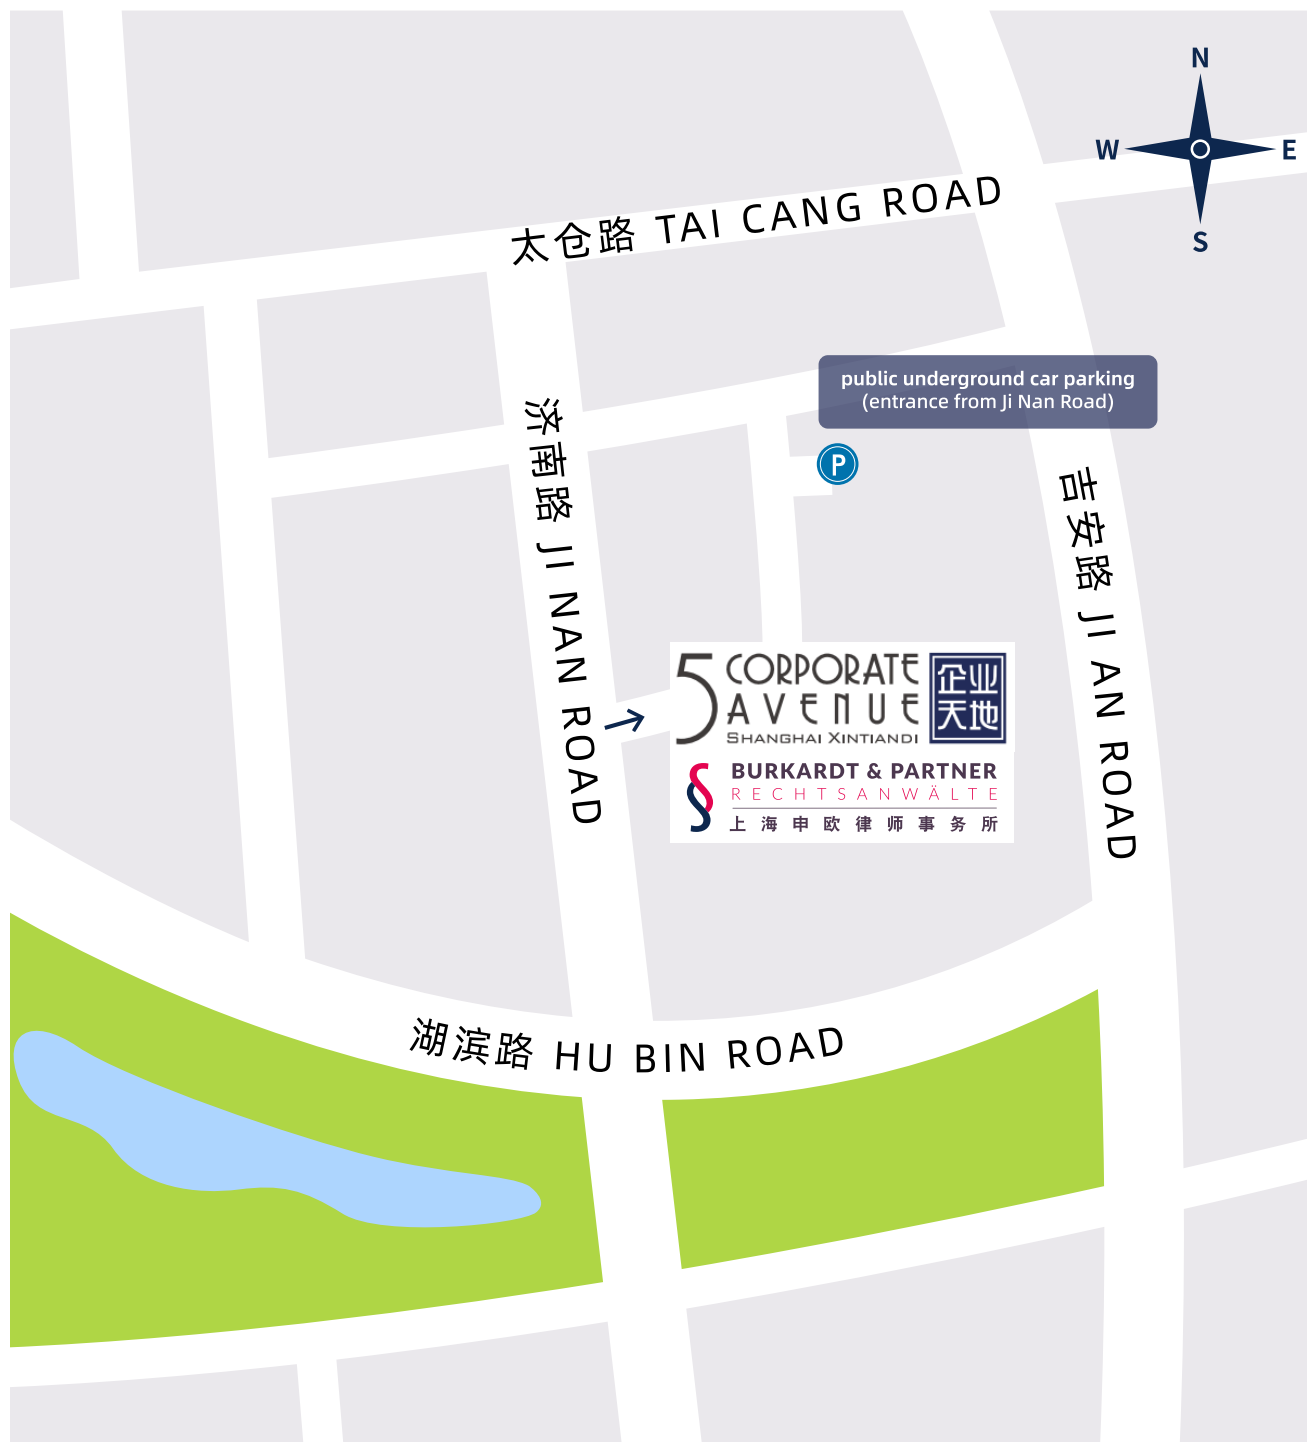 N
W
E
S
太仓路 TAI CANG ROAD
public underground car parking
(entrance from Ji Nan Road)
P
济南路 JI NAN ROAD
吉安路 JI AN ROAD
5 CORPORATE
AVENUE
SHANGHAI XINTIANDI
企业
天地
BURKARDT & PARTNER
RECHTSANWÄLTE
上海申欧律师事务所
湖滨路 HU BIN ROAD